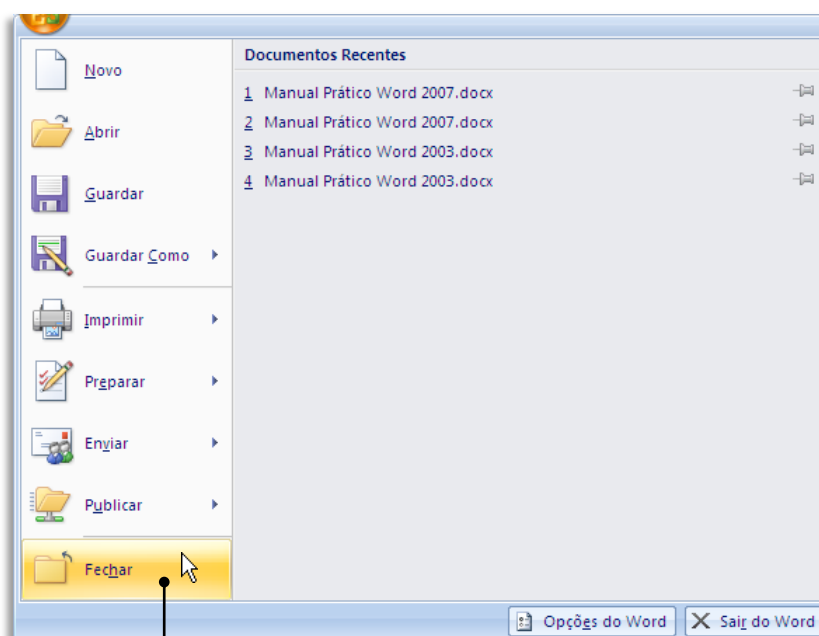 Novo
Abrir
Guardar
Guardar Como
Imprimir
Preparar
Enviar
Publicar
Fechar
Documentos Recentes
1 Manual Prático Word 2007.docx
2 Manual Prático Word 2007.docx
3 Manual Prático Word 2003.docx
4 Manual Prático Word 2003.docx
Opções do Word
Sair do Word